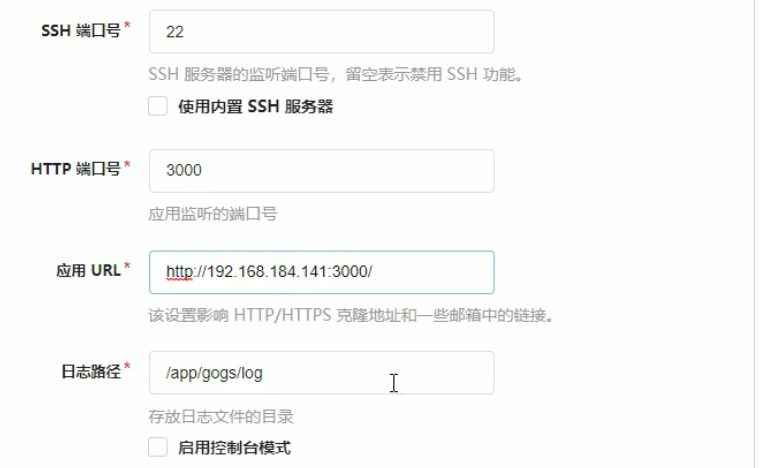 SSH 端口号*
22
SSH 服务器的监听端口号，留空表示禁用 SSH 功能。
使用内置 SSH 服务器
HTTP 端口号*
3000
应用监听的端口号
应用 URL*
http://192.168.184.141:3000/
该设置影响 HTTP/HTTPS 克隆地址和一些邮箱中的链接。
日志路径*
/app/gogs/log
存放日志文件的目录
启用控制台模式